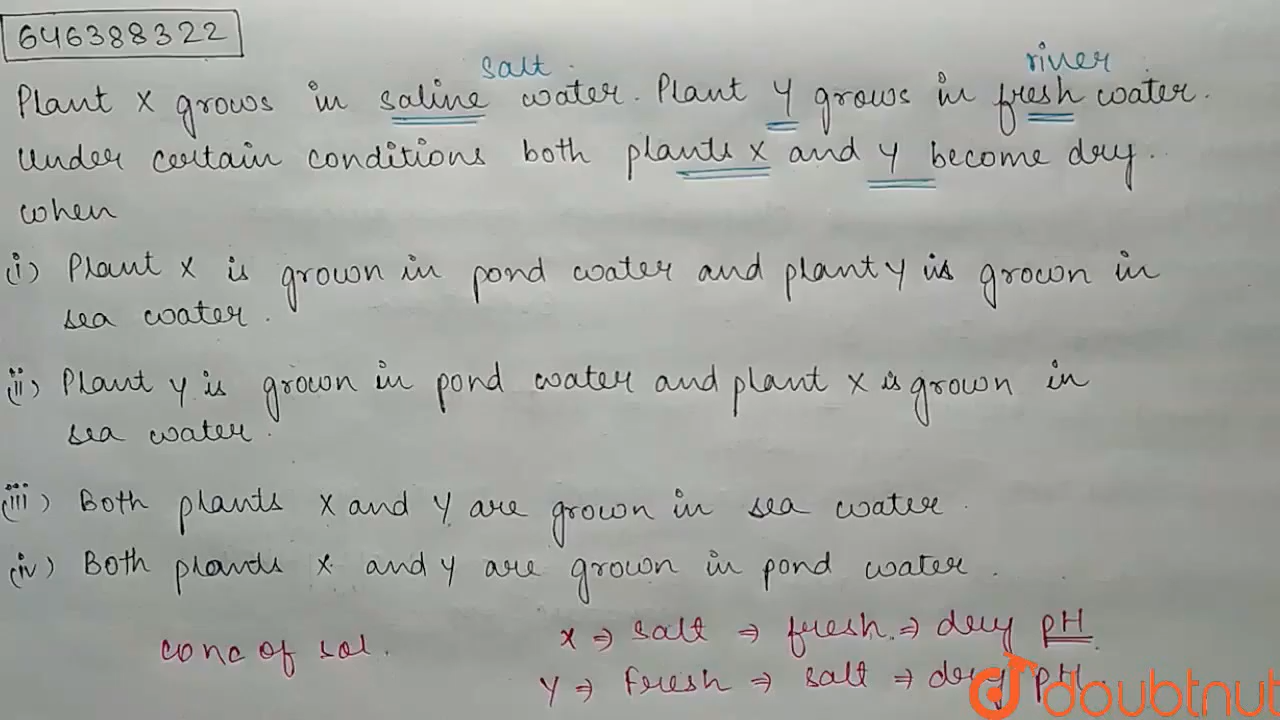 646388322
salt. river
Plant X grows in saline water. Plant Y grows in fresh water.
Under certain conditions both plants X and Y become dry.
when
(i) Plant X is grown in pond water and plant Y is grown in
sea water.
(ii) Plant Y is grown in pond water and plant X is grown in
sea water.
(iii) Both plants X and Y are grown in sea water.
(iv) Both plants X and Y are grown in pond water.
conc of sol.
X ⇒ salt ⇒ fresh ⇒ dry pH.
Y ⇒ fresh ⇒ salt ⇒ dry pH.
doubtnut